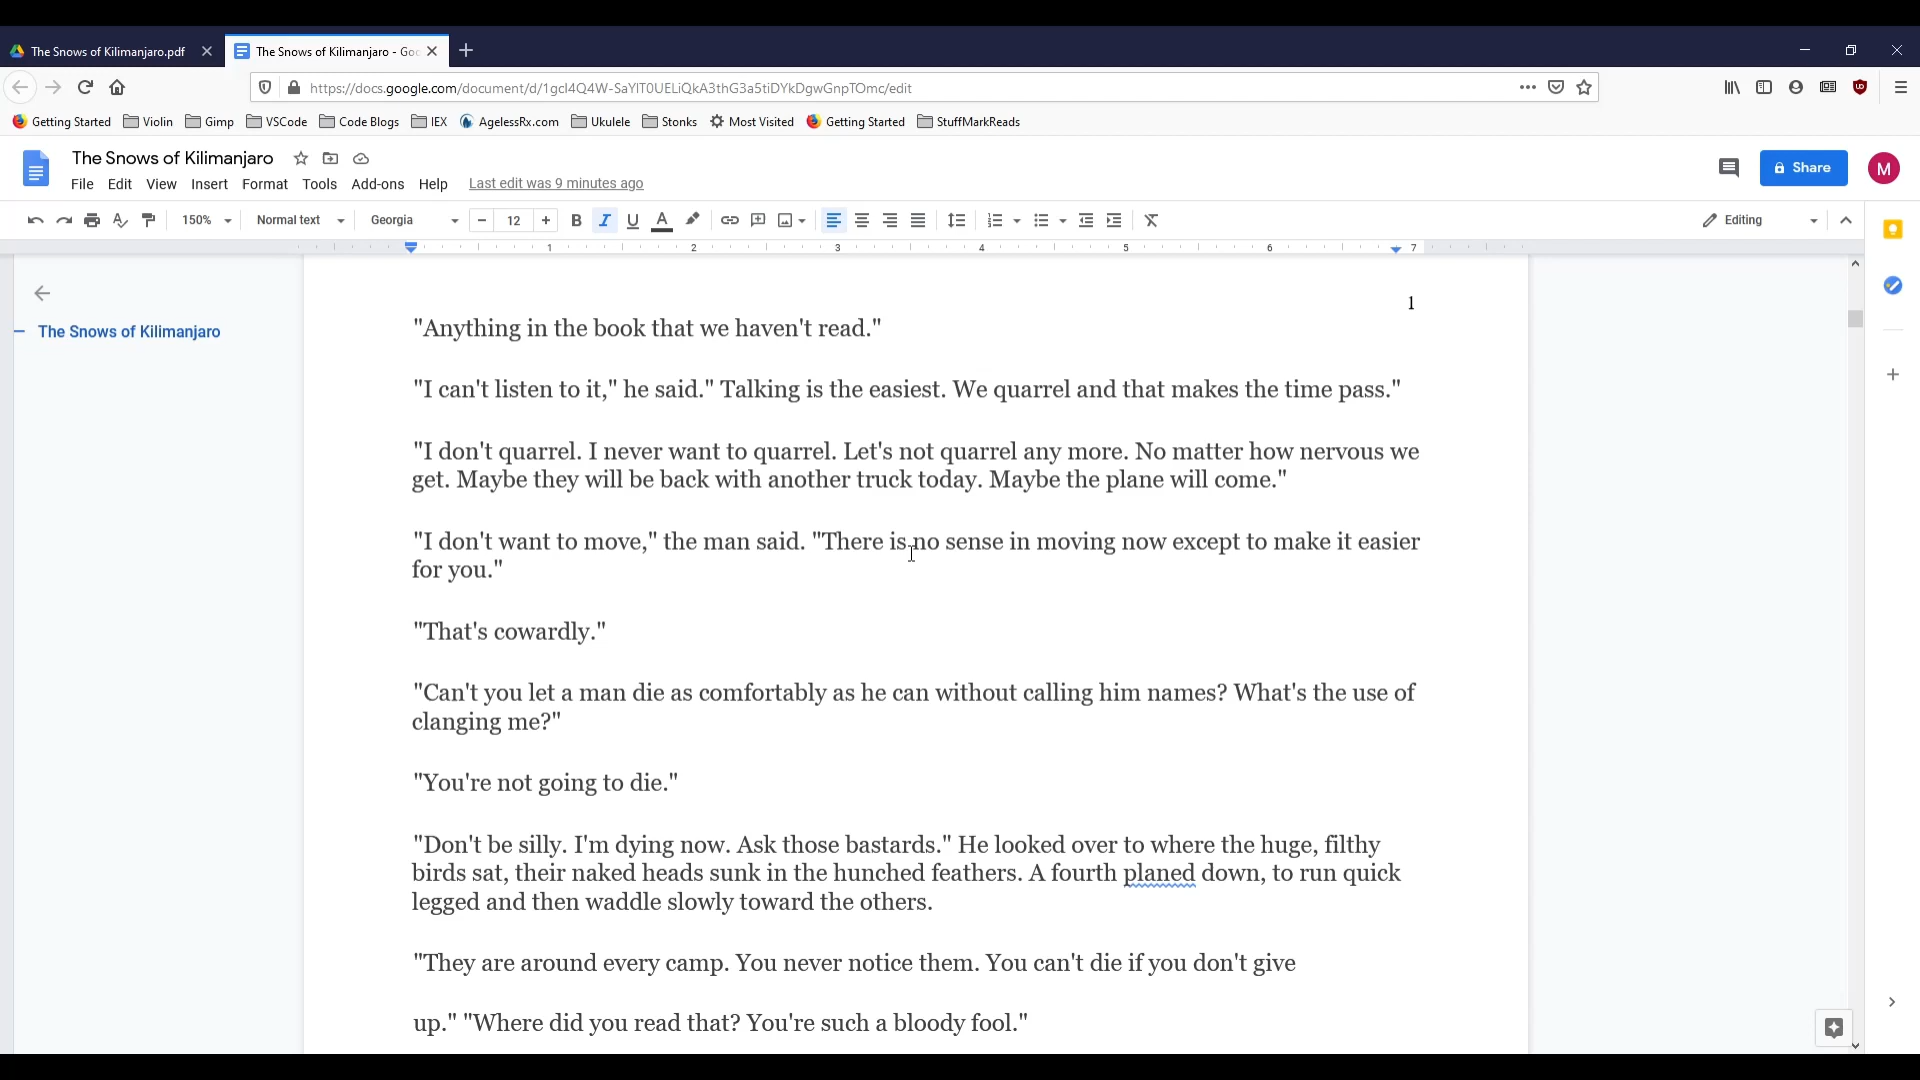 The Snows of Kilimanjaro.pdf
The Snows of Kilimanjaro - Goo
https://docs.google.com/document/d/1gcl4Q4W-SaYlT0UELiQkA3thG3a5tiDYkDgwGnpTOmc/edit
Getting Started Violin Gimp VSCode Code Blogs IEX AgelessRx.com Ukulele Stonks Most Visited Getting Started StuffMarkReads
The Snows of Kilimanjaro
File Edit View Insert Format Tools Add-ons Help Last edit was 9 minutes ago
Share
M
150% Normal text Georgia 12 B I U A Editing
1 2 3 4 5 6 7
The Snows of Kilimanjaro
1
"Anything in the book that we haven't read."
"I can't listen to it," he said." Talking is the easiest. We quarrel and that makes the time pass."
"I don't quarrel. I never want to quarrel. Let's not quarrel any more. No matter how nervous we
get. Maybe they will be back with another truck today. Maybe the plane will come."
"I don't want to move," the man said. "There is no sense in moving now except to make it easier
for you."
"That's cowardly."
"Can't you let a man die as comfortably as he can without calling him names? What's the use of
clanging me?"
"You're not going to die."
"Don't be silly. I'm dying now. Ask those bastards." He looked over to where the huge, filthy
birds sat, their naked heads sunk in the hunched feathers. A fourth planed down, to run quick
legged and then waddle slowly toward the others.
"They are around every camp. You never notice them. You can't die if you don't give
up." "Where did you read that? You're such a bloody fool."